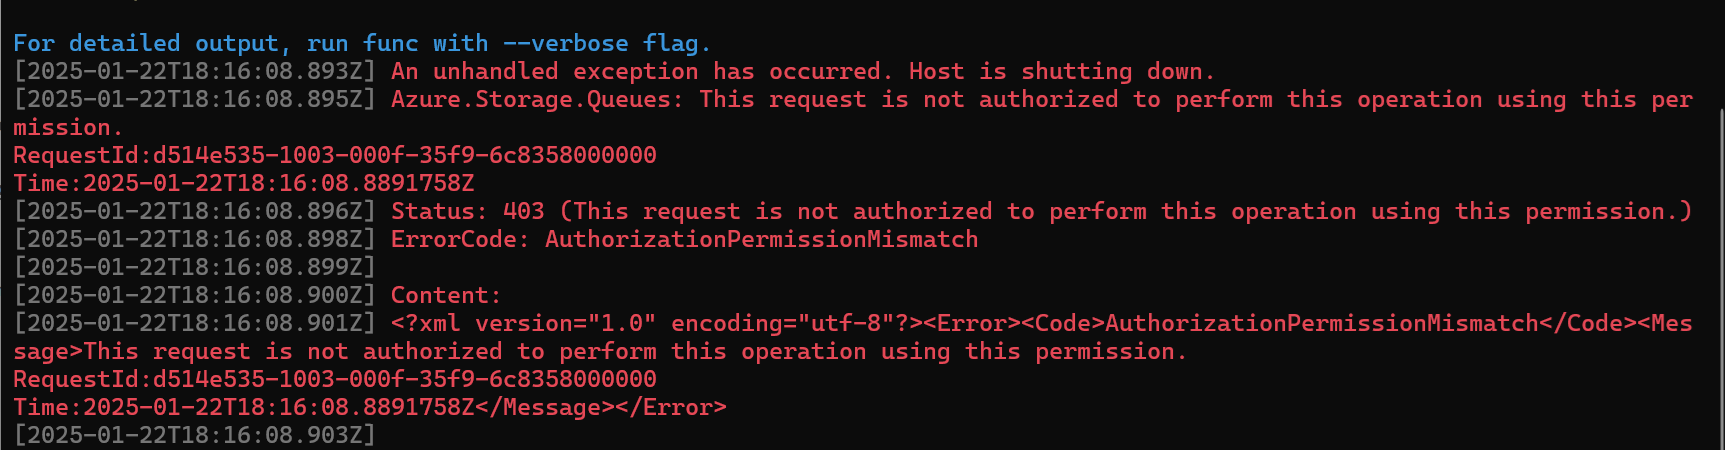 For detailed output, run func with --verbose flag.
[2025-01-22T18:16:08.893Z] An unhandled exception has occurred. Host is shutting down.
[2025-01-22T18:16:08.895Z] Azure.Storage.Queues: This request is not authorized to perform this operation using this per
mission.
RequestId:d514e535-1003-000f-35f9-6c8358000000
Time:2025-01-22T18:16:08.8891758Z
[2025-01-22T18:16:08.896Z] Status: 403 (This request is not authorized to perform this operation using this permission.)
[2025-01-22T18:16:08.898Z] ErrorCode: AuthorizationPermissionMismatch
[2025-01-22T18:16:08.899Z]
[2025-01-22T18:16:08.900Z] Content:
[2025-01-22T18:16:08.901Z] <?xml version="1.0" encoding="utf-8"?><Error><Code>AuthorizationPermissionMismatch</Code><Mes
sage>This request is not authorized to perform this operation using this permission.
RequestId:d514e535-1003-000f-35f9-6c8358000000
Time:2025-01-22T18:16:08.8891758Z</Message></Error>
[2025-01-22T18:16:08.903Z]